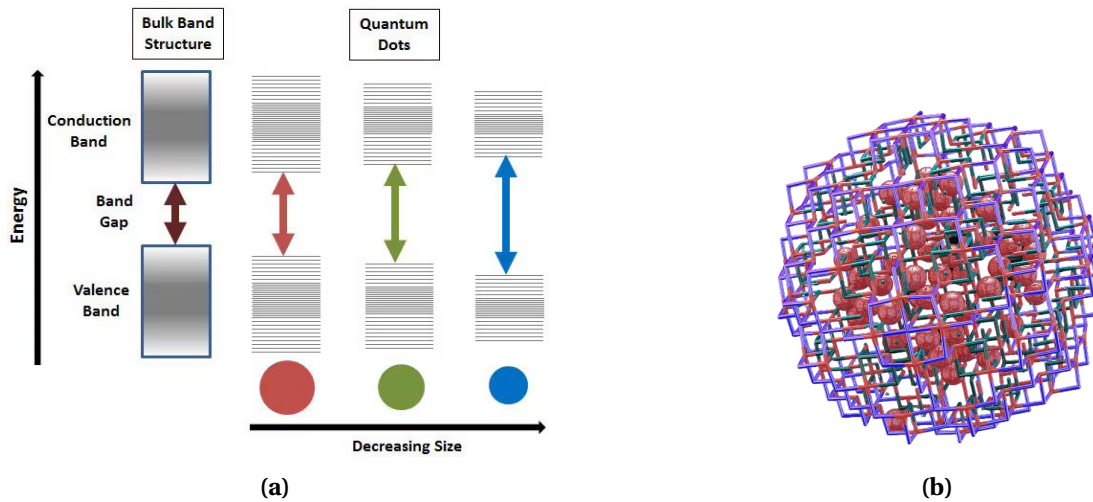 Bulk Band
Structure
Quantum
Dots
Energy
Conduction
Band
Band
Gap
Valence
Band
Decreasing Size
(a)
(b)